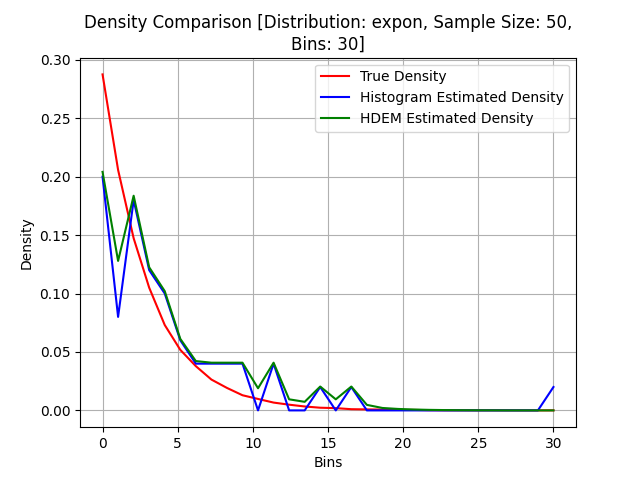 Density Comparison [Distribution: expon, Sample Size: 50,
Bins: 30]
True Density
Histogram Estimated Density
HDEM Estimated Density
Density
0.30
0.25
0.20
0.15
0.10
0.05
0.00
0 5 10 15 20 25 30
Bins